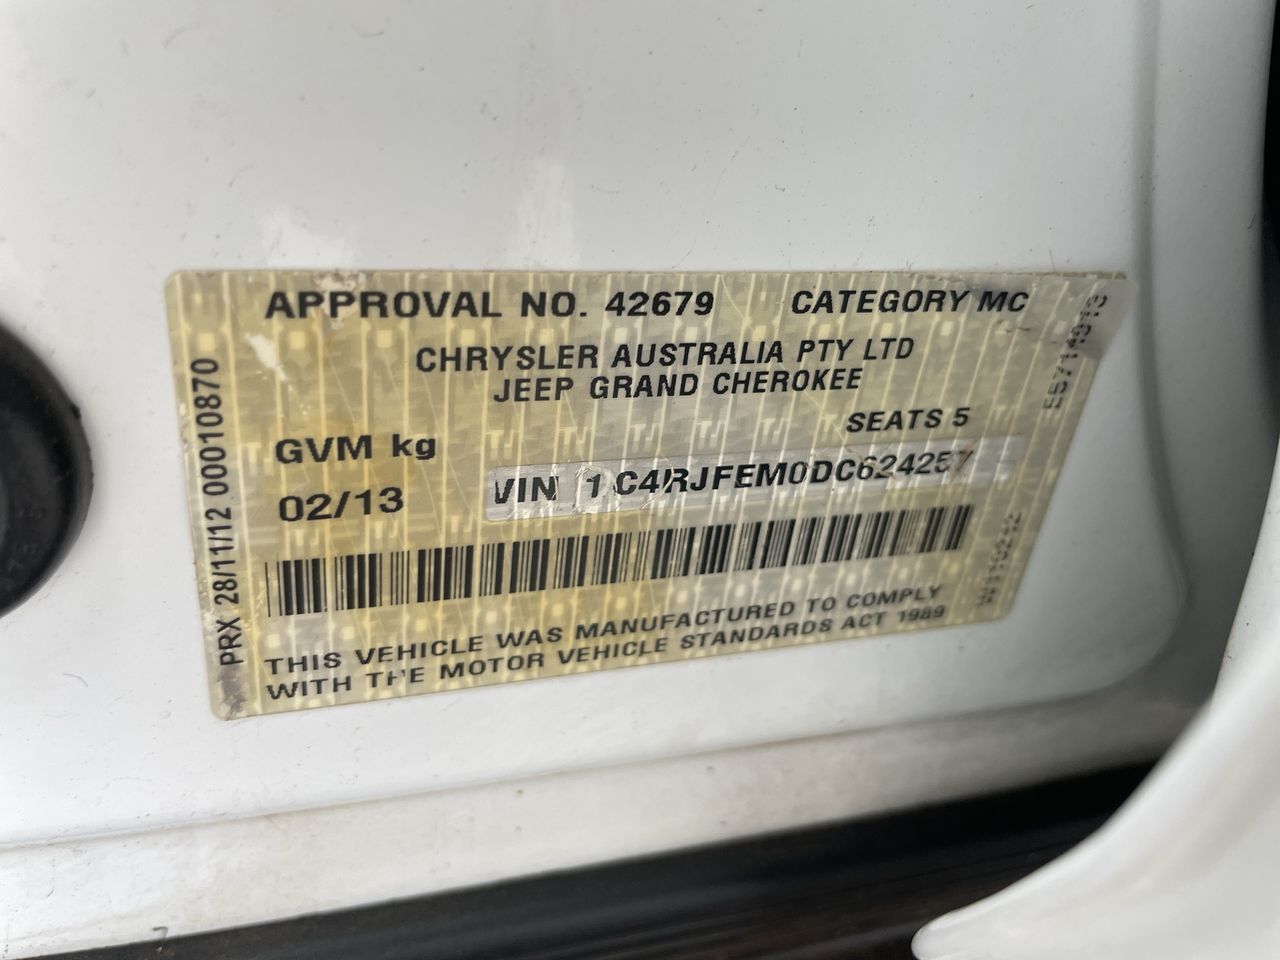 APPROVAL NO. 42679 CATEGORY MC
CHRYSLER AUSTRALIA PTY LTD
JEEP GRAND CHEROKEE
SEATS 5
GVM kg
VIN 1C4RJFEM0DC624257
02/13
THIS VEHICLE WAS MANUFACTURED TO COMPLY
WITH THE MOTOR VEHICLE STANDARDS ACT 1989
PRX 28/11/12 00010870